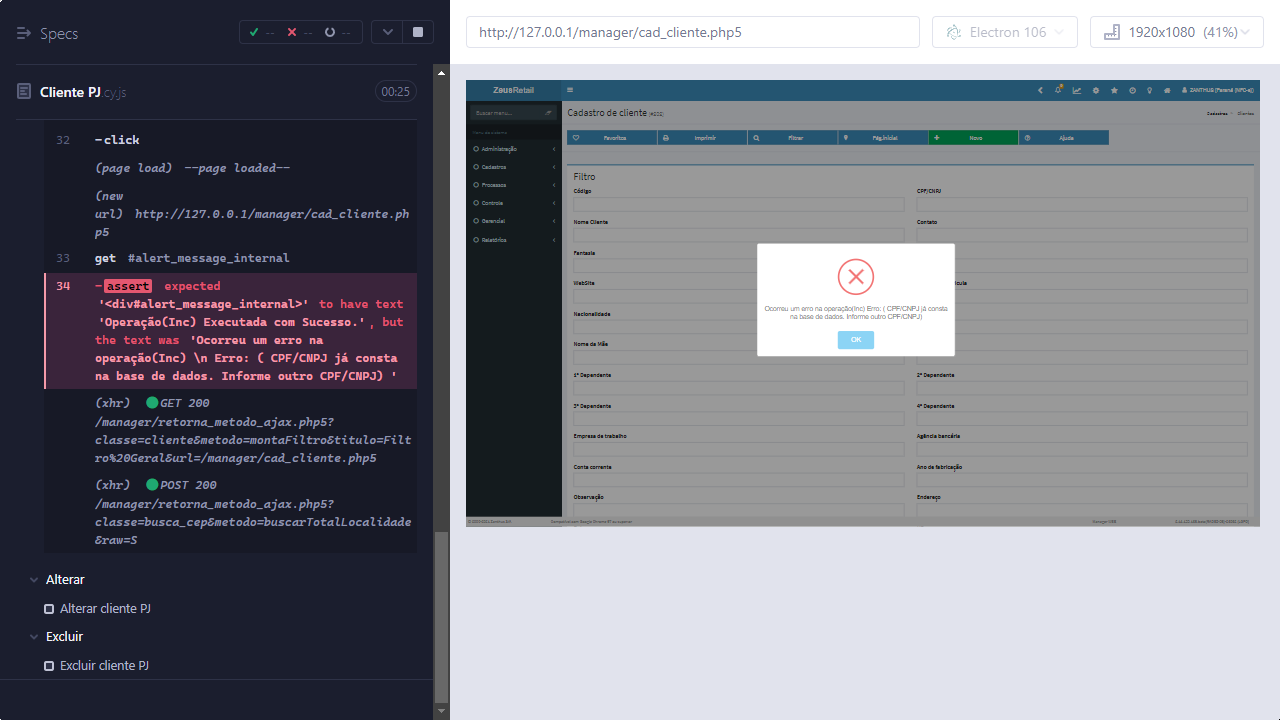 Specs
--
--
--
Cliente PJ.cy.js
00:25
32 -click
(page load) --page loaded--
(new
url) http://127.0.0.1/manager/cad_cliente.ph
p5
33 get #alert_message_internal
34 -assert expected
'<div#alert_message_internal>' to have text
'Operação(Inc) Executada com Sucesso.', but
the text was 'Ocorreu um erro na
operação(Inc) \n Erro: ( CPF/CNPJ já consta
na base de dados. Informe outro CPF/CNPJ) '
(xhr) GET 200
/manager/retorna_metodo_ajax.php5?
classe=cliente&metodo=montaFiltro&titulo=Filt
ro%20Geral&url=/manager/cad_cliente.php5
(xhr) POST 200
/manager/retorna_metodo_ajax.php5?
classe=busca_cep&metodo=buscarTotalLocalidade
&raw=S
Alterar
Alterar cliente PJ
Excluir
Excluir cliente PJ
http://127.0.0.1/manager/cad_cliente.php5
Electron 106
1920x1080 (41%)
ZeusRetail
ZANTHUS (Paraná (NFC-e))
Buscar menu...
Cadastro de cliente
Cadastros
Clientes
Favoritos
Imprimir
Filtrar
Pág.Inicial
Novo
Ajuda
Administração
Cadastros
Processos
Controle
Gerencial
Relatórios
Filtro
Código
CPF/CNPJ
Nome Cliente
Contato
Fantasia
WebSite
Nacionalidade
Nome da Mãe
1º Dependente
2º Dependente
3º Dependente
4º Dependente
Empresa de trabalho
Agência bancária
Conta corrente
Ano de fabricação
Observação
Endereço
Ocorreu um erro na operação(Inc) Erro: ( CPF/CNPJ já consta
na base de dados. Informe outro CPF/CNPJ)
OK
Manager WEB